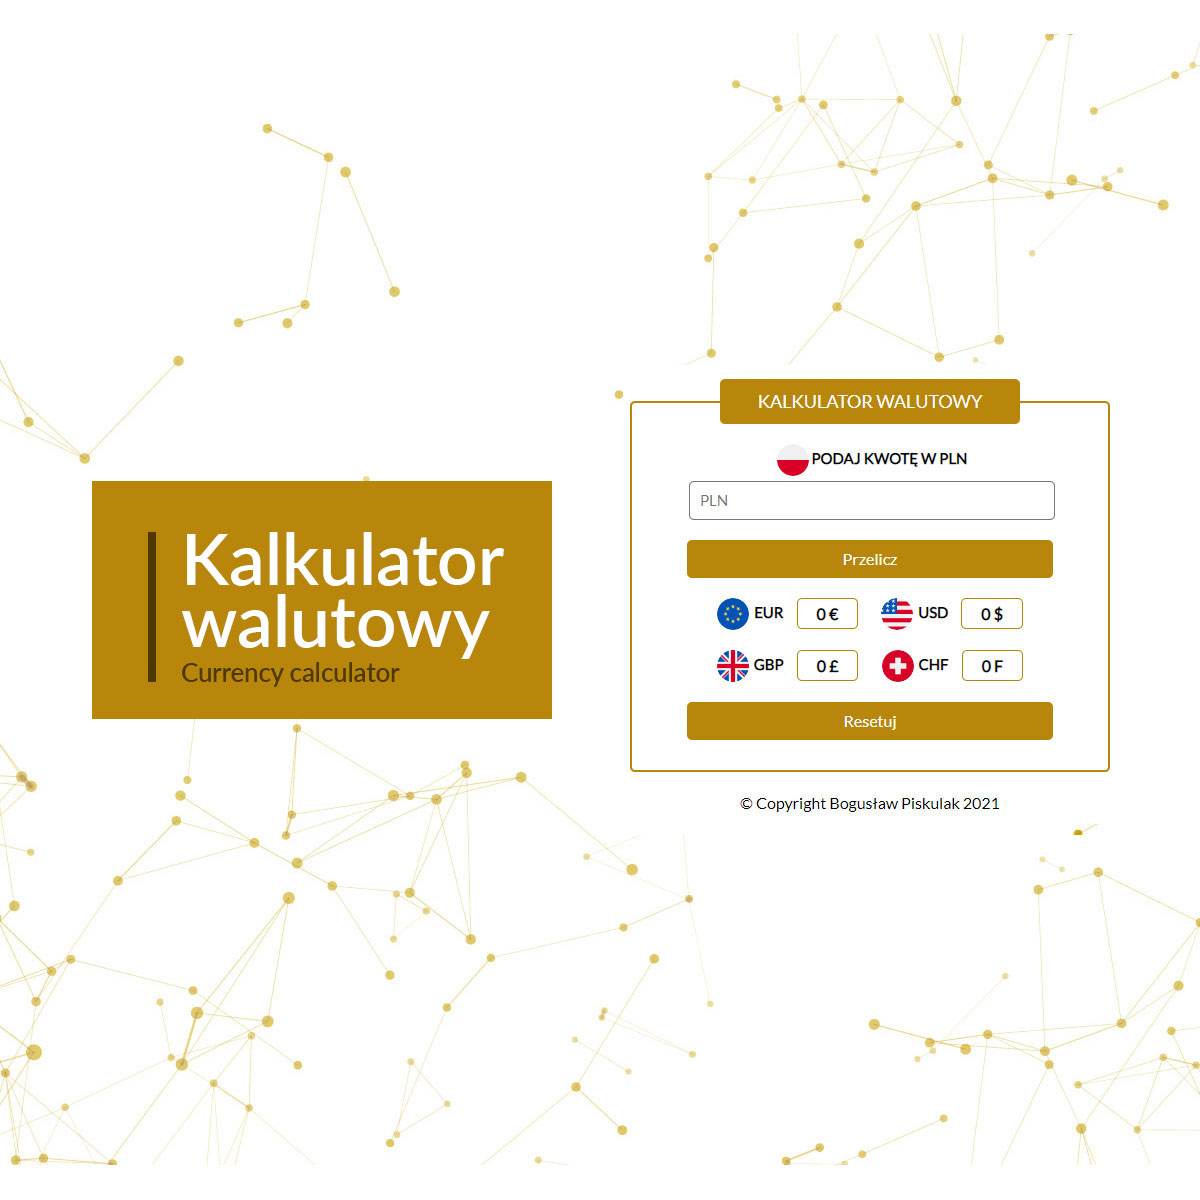 Kalkulator
walutowy
Currency calculator
KALKULATOR WALUTOWY
PODAJ KWOTĘ W PLN
PLN
Przelicz
EUR 0 € USD 0 $
GBP 0 £ CHF 0 F
Resetuj
© Copyright Bogusław Piskulak 2021